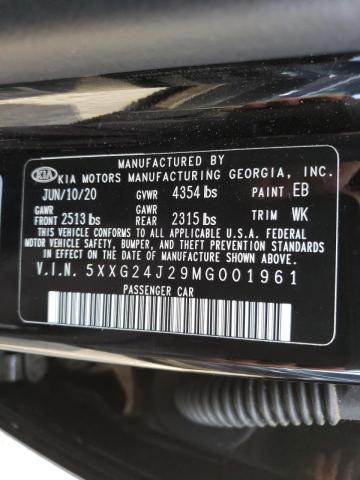 MANUFACTURED BY
KIA KIA MOTORS MANUFACTURING GEORGIA, INC.
JUN/10/20 GVWR 4354 lbs PAINT EB
GAWR FRONT 2513 lbs GAWR REAR 2315 lbs TRIM WK
THIS VEHICLE CONFORMS TO ALL APPLICABLE U.S.A. FEDERAL
MOTOR VEHICLE SAFETY, BUMPER, AND THEFT PREVENTION
STANDARDS IN EFFECT ON THE DATE OF MANUFACTURE SHOWN ABOVE.
V.I.N. 5XXG24J29MG001961
PASSENGER CAR